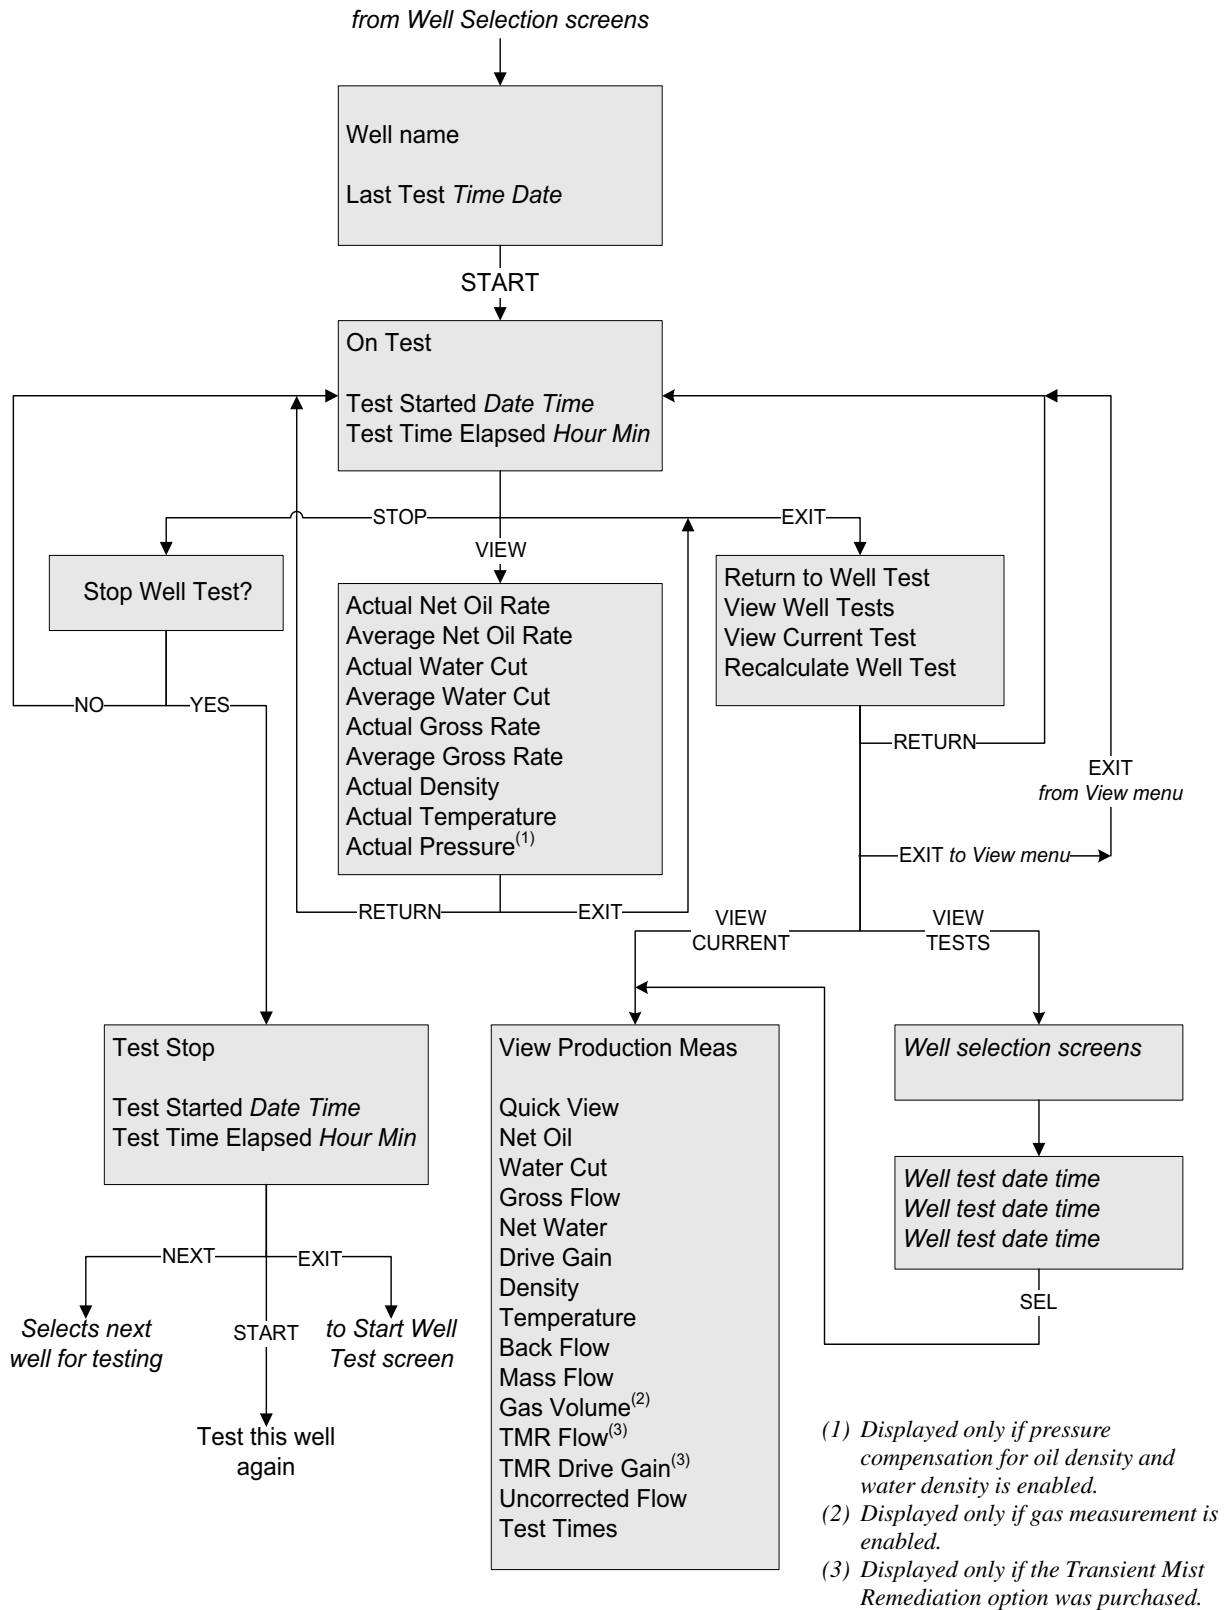 from Well Selection screens
Well name
Last Test Time Date
START
On Test
Test Started Date Time
Test Time Elapsed Hour Min
STOP
EXIT
VIEW
Stop Well Test?
NO
YES
Actual Net Oil Rate
Average Net Oil Rate
Actual Water Cut
Average Water Cut
Actual Gross Rate
Average Gross Rate
Actual Density
Actual Temperature
Actual Pressure(1)
RETURN
EXIT
Return to Well Test
View Well Tests
View Current Test
Recalculate Well Test
RETURN
EXIT
from View menu
EXIT to View menu
VIEW
CURRENT
VIEW
TESTS
Test Stop
Test Started Date Time
Test Time Elapsed Hour Min
NEXT
EXIT
START
Selects next
well for testing
to Start Well
Test screen
Test this well
again
View Production Meas
Quick View
Net Oil
Water Cut
Gross Flow
Net Water
Drive Gain
Density
Temperature
Back Flow
Mass Flow
Gas Volume(2)
TMR Flow(3)
TMR Drive Gain(3)
Uncorrected Flow
Test Times
Well selection screens
Well test date time
Well test date time
Well test date time
SEL
(1) Displayed only if pressure
compensation for oil density and
water density is enabled.
(2) Displayed only if gas measurement is
enabled.
(3) Displayed only if the Transient Mist
Remediation option was purchased.